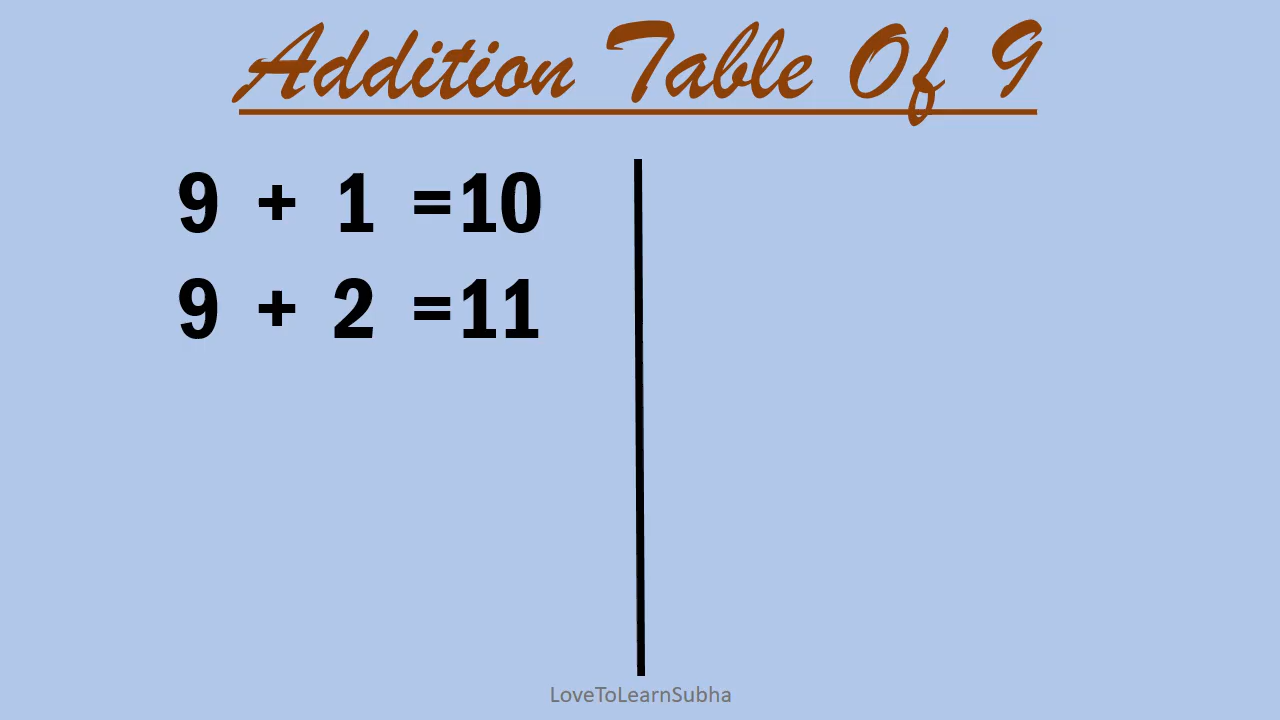 Addition Table Of 9
9 + 1 =10
9 + 2 =11
LoveToLearnSubha